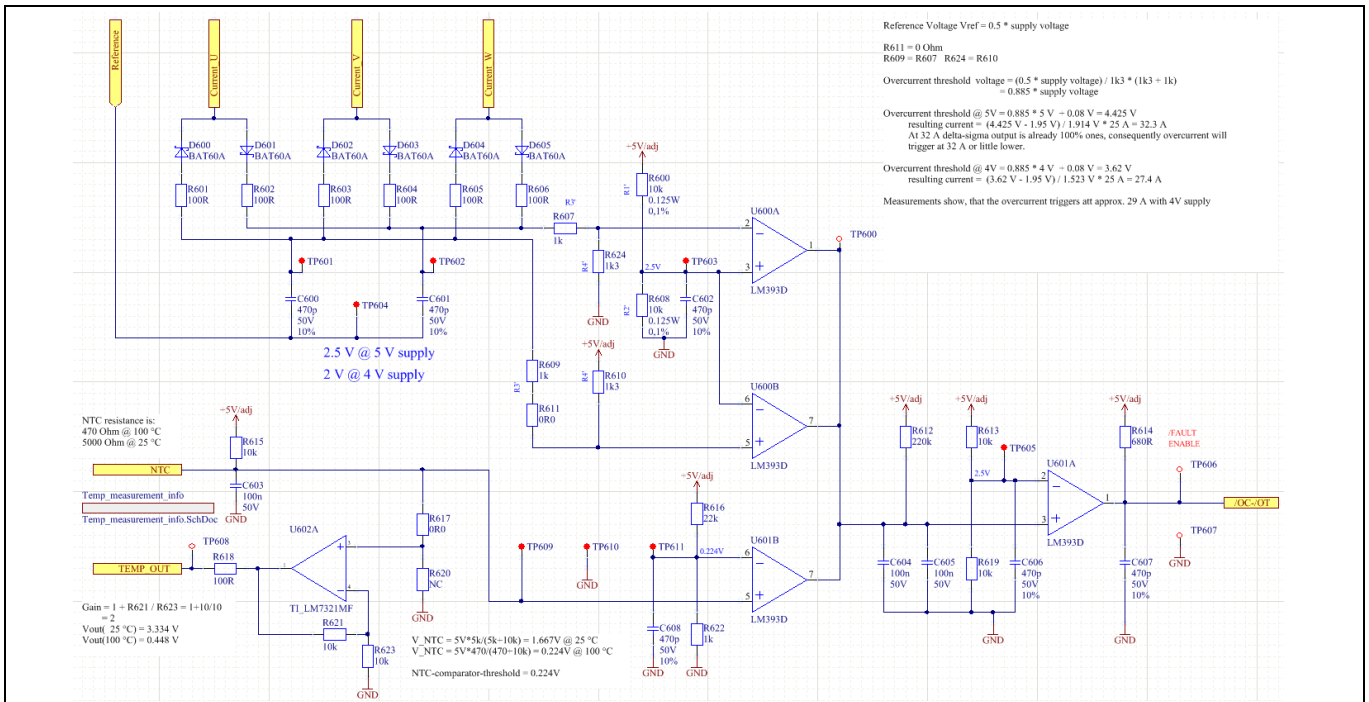 Reference
Current_U
Current_V
Current_W
Reference Voltage Vref = 0.5 * supply voltage
R611 = 0 Ohm
R609 = R607 R624 = R610
Overcurrent threshold voltage = (0.5 * supply voltage) / 1k3 * (1k3 + 1k)
= 0.885 * supply voltage
Overcurrent threshold @ 5V = 0.885 * 5 V + 0.08 V = 4.425 V
resulting current = (4.425 V - 1.95 V) / 1.914 V * 25 A = 32.3 A
At 32 A delta-sigma output is already 100% ones, consequently overcurrent will
trigger at 32 A or little lower.
Overcurrent threshold @ 4V = 0.885 * 4 V + 0.08 V = 3.62 V
resulting current = (3.62 V - 1.95 V) / 1.523 V * 25 A = 27.4 A
Measurements show, that the overcurrent triggers att approx. 29 A with 4V supply
D600
BAT60A
D601
BAT60A
D602
BAT60A
D603
BAT60A
D604
BAT60A
D605
BAT60A
R601
100R
R602
100R
R603
100R
R604
100R
R605
100R
R606
100R
+5V/adj
R1'
R600
10k
0.125W
0,1%
R3'
R607
1k
R4'
R624
1k3
GND
2.5V
TP603
R2'
R608
10k
0.125W
0,1%
C602
470p
50V
10%
GND
U600A
2
3
1
LM393D
TP600
TP601
TP602
C600
470p
50V
10%
TP604
C601
470p
50V
10%
2.5 V @ 5 V supply
2 V @ 4 V supply
R3'
R609
1k
R611
0R0
+5V/adj
R4'
R610
1k3
U600B
6
5
7
LM393D
NTC resistance is:
470 Ohm @ 100 °C
5000 Ohm @ 25 °C
+5V/adj
R615
10k
NTC
C603
100n
50V
GND
Temp_measurement_info
Temp_measurement_info.SchDoc
TP608
TEMP_OUT
R618
100R
U602A
TI_LM7321MF
R617
0R0
R620
NC
GND
R621
10k
R623
10k
GND
Gain = 1 + R621 / R623 = 1+10/10
= 2
Vout( 25 °C) = 3.334 V
Vout(100 °C) = 0.448 V
V_NTC = 5V*5k/(5k+10k) = 1.667V @ 25 °C
V_NTC = 5V*470/(470+10k) = 0.224V @ 100 °C
NTC-comparator-threshold = 0.224V
TP609
TP610
GND
TP611
+5V/adj
R616
22k
0.224V
C608
470p
50V
10%
R622
1k
GND
U601B
6
5
7
LM393D
+5V/adj
R612
220k
+5V/adj
R613
10k
TP605
2.5V
C604
100n
50V
C605
100n
50V
R619
10k
C606
470p
50V
10%
GND
U601A
2
3
1
LM393D
+5V/adj
R614
680R
/FAULT
ENABLE
TP606
/OC-/OT
TP607
GND
C607
470p
50V
10%
GND